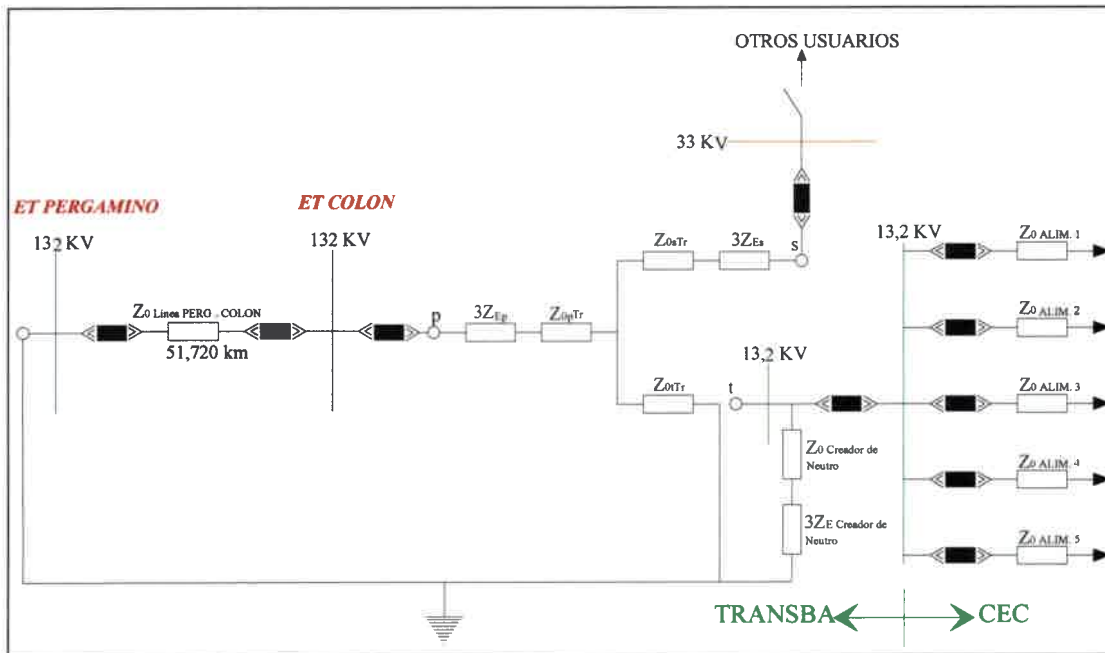 OTROS USUARIOS
33 KV
ET PERGAMINO
ET COLON
132 KV
132 KV
13,2 KV
Z0 Linea PERG . COLON
51,720 km
p
3ZEp
Z0pTr
Z0sTr
3ZEs
s
Z0tTr
t
13,2 KV
Z0 Creador de
Neutro
3ZE Creador de
Neutro
Z0 ALIM. 1
Z0 ALIM. 2
Z0 ALIM. 3
Z0 ALIM. 4
Z0 ALIM. 5
TRANSBA
CEC